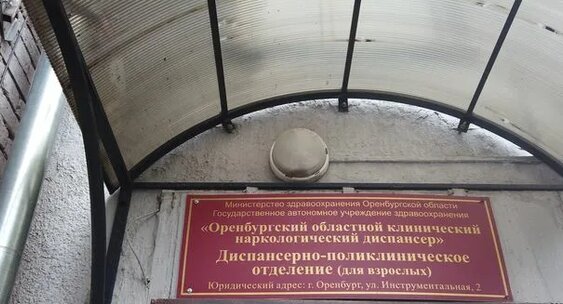 Министерство здравоохранения Оренбургской области
Государственное автономное учреждение здравоохранения
«Оренбургский областной клинический
наркологический диспансер»
Диспансерно-поликлиническое
отделение (для взрослых)
Юридический адрес: г. Оренбург, ул. Инструментальная, 2